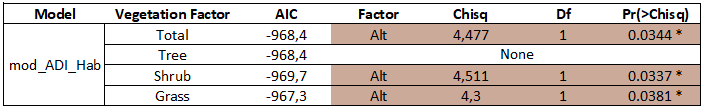 Model Vegetation Factor AIC Factor Chisq Df Pr(>Chisq)
mod_ADI_Hab Total -968,4 Alt 4,477 1 0.0344 *
Tree -968,4 None
Shrub -969,7 Alt 4,511 1 0.0337 *
Grass -967,3 Alt 4,3 1 0.0381 *